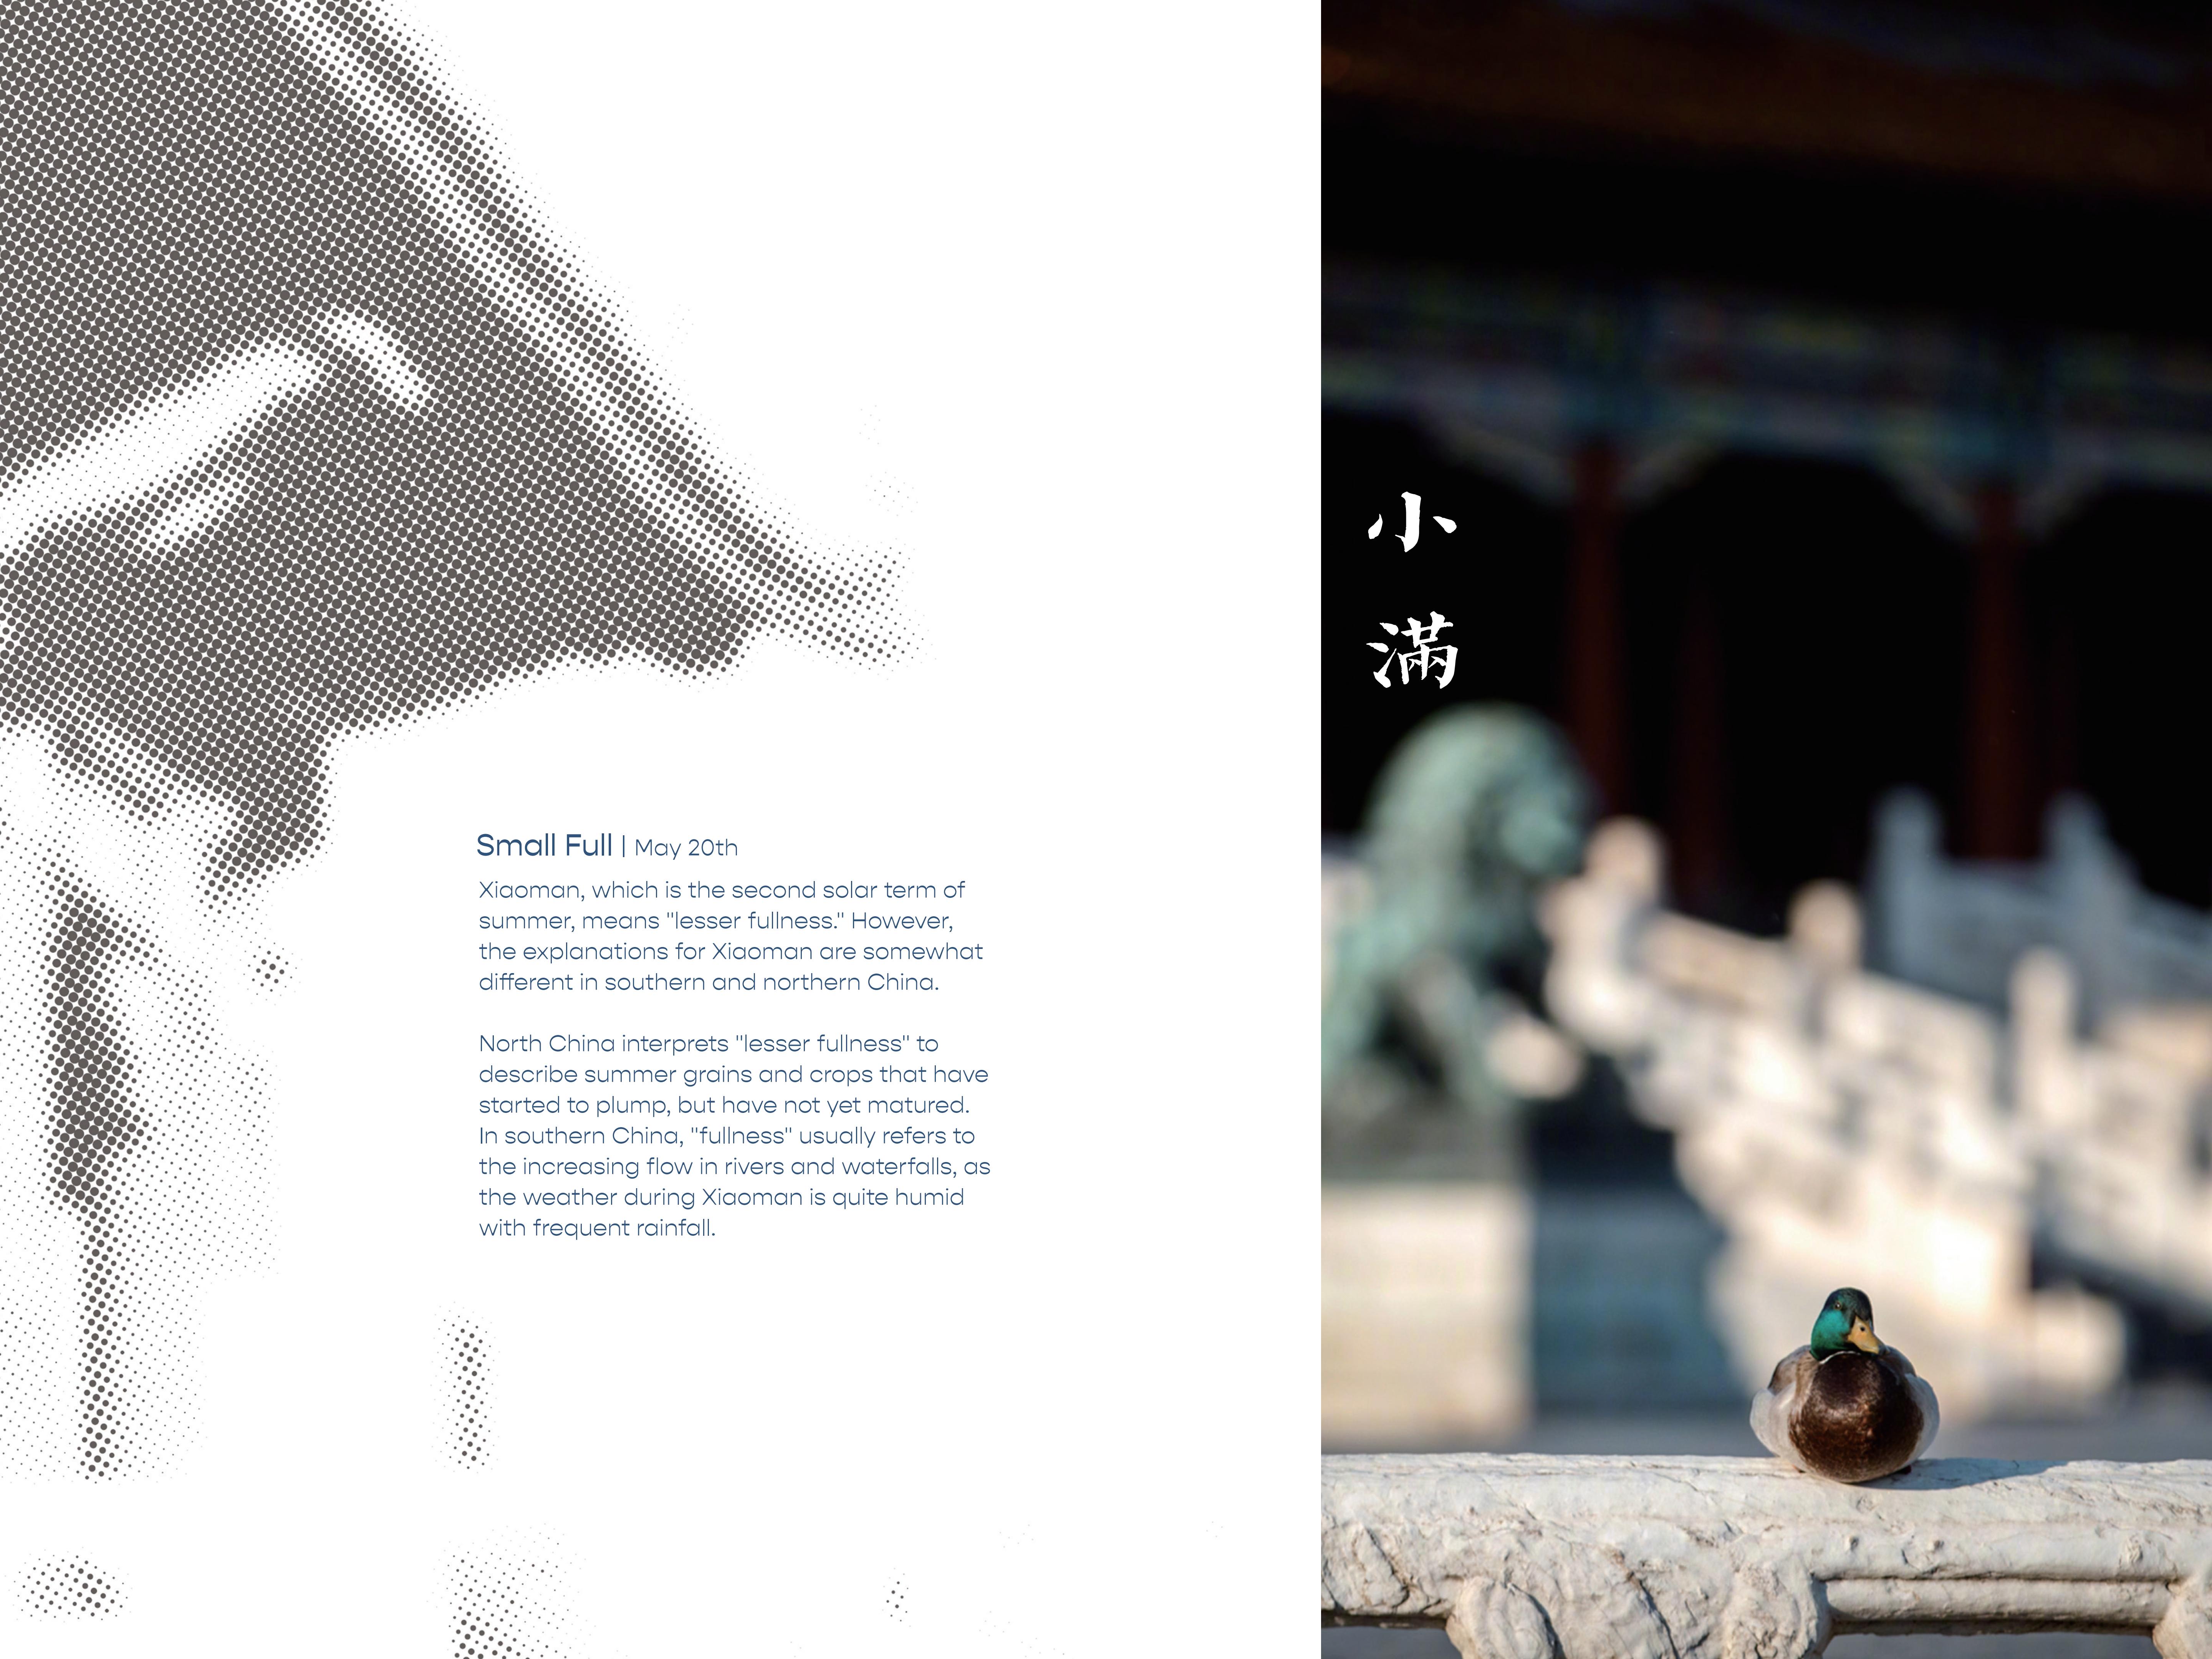 Small Full | May 20th
Xiaoman, which is the second solar term of
summer, means "lesser fullness." However,
the explanations for Xiaoman are somewhat
different in southern and northern China.
North China interprets "lesser fullness" to
describe summer grains and crops that have
started to plump, but have not yet matured.
In southern China, "fullness" usually refers to
the increasing flow in rivers and waterfalls, as
the weather during Xiaoman is quite humid
with frequent rainfall.
小滿